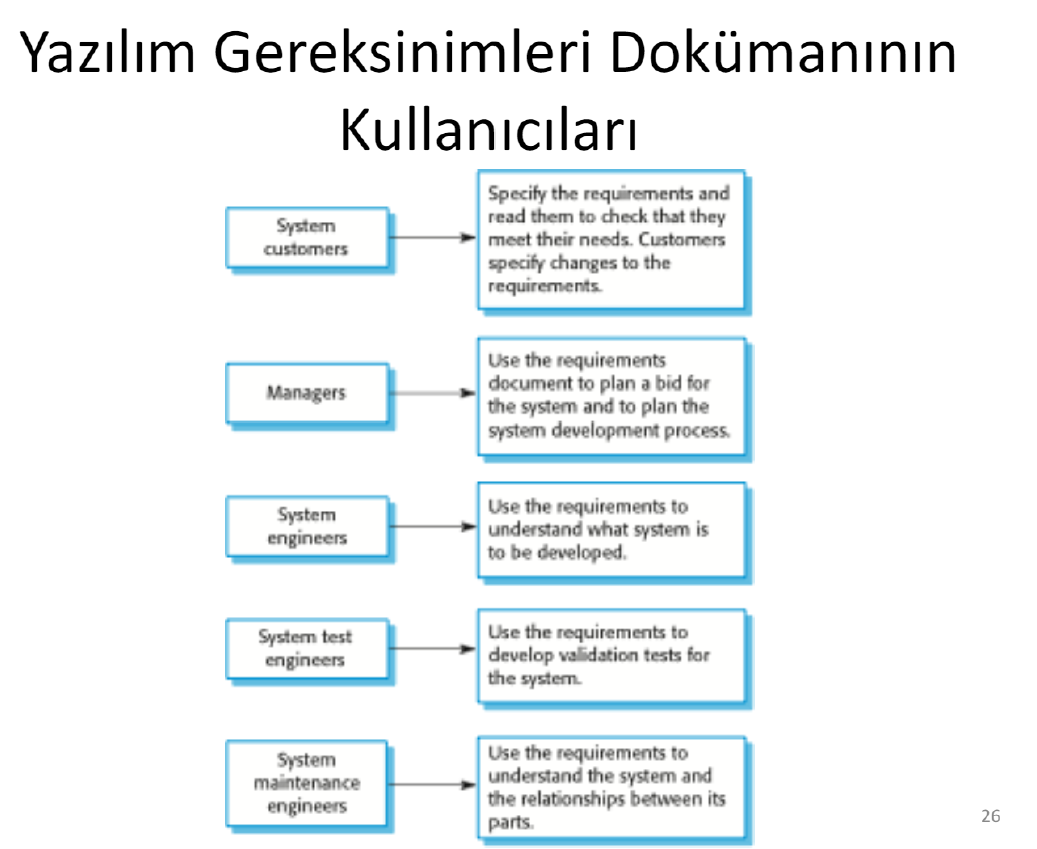 Yazılım Gereksinimleri Dokümanının
Kullanıcıları
System
customers
Specify the requirements and
read them to check that they
meet their needs. Customers
specify changes to the
requirements.
Managers
Use the requirements
document to plan a bid for
the system and to plan the
system development process.
System
engineers
Use the requirements to
understand what system is
to be developed.
System test
engineers
Use the requirements to
develop validation tests for
the system.
System
maintenance
engineers
Use the requirements to
understand the system and
the relationships between its
parts.
26